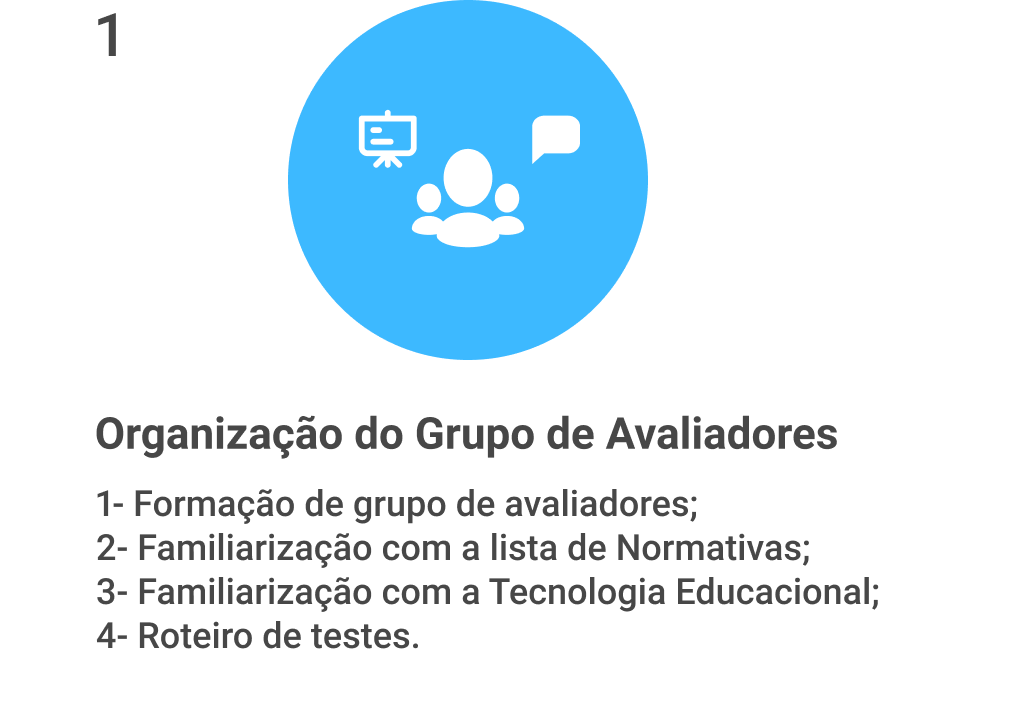 1
Organização do Grupo de Avaliadores
1- Formação de grupo de avaliadores;
2- Familiarização com a lista de Normativas;
3- Familiarização com a Tecnologia Educacional;
4- Roteiro de testes.